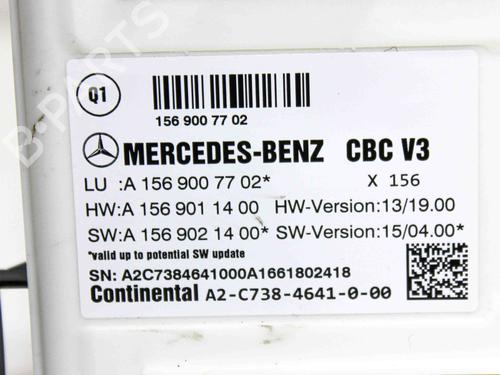 Q1
156 900 77 02
MERCEDES-BENZ CBC V3
LU :A 156 900 77 02* X 156
HW:A 156 901 14 00 HW-Version:13/19.00
SW:A 156 902 14 00* SW-Version:15/04.00*
*valid up to potential SW update
SN: A2C7384641000A1661802418
Continental A2-C738-4641-0-00
B-PARTS